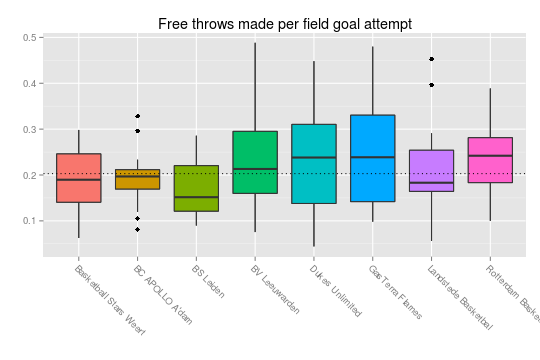 Free throws made per field goal attempt
0.5
0.4
0.3
0.2
0.1
Basketball Stars Weert
BC APOLLO A'dam
BS Leiden
BV Leeuwarden
Dukes Unlimited
GasTerra Flames
Landstede Basketbal
Rotterdam Baske